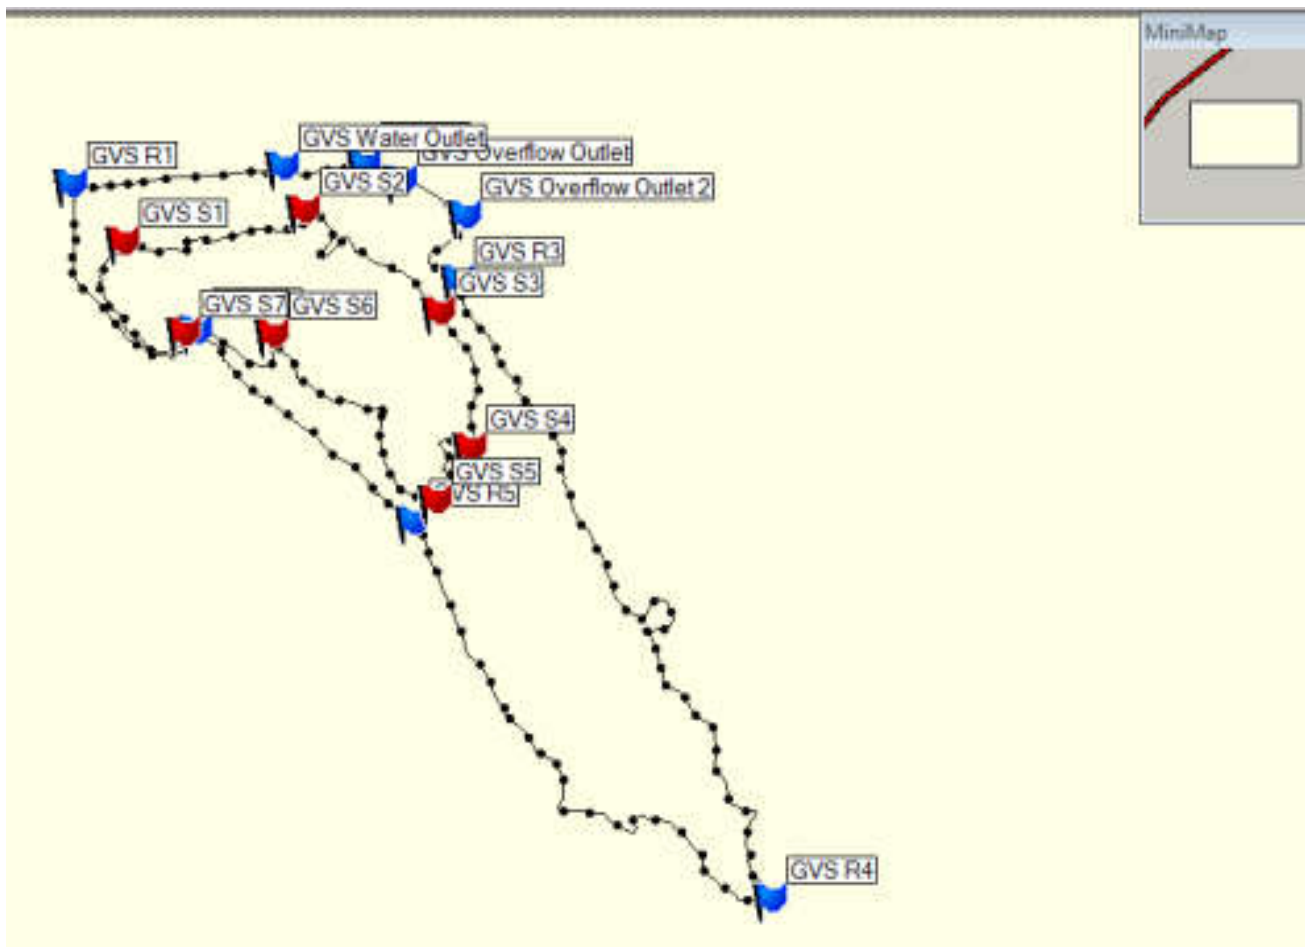 MiniMap
GVS Water Outlet
GVS Overflow Outlet
GVS R1
GVS S2
GVS Overflow Outlet 2
GVS S1
GVS R3
GVS S3
GVS S7
GVS S6
GVS S4
GVS S5
GVS R5
GVS R4